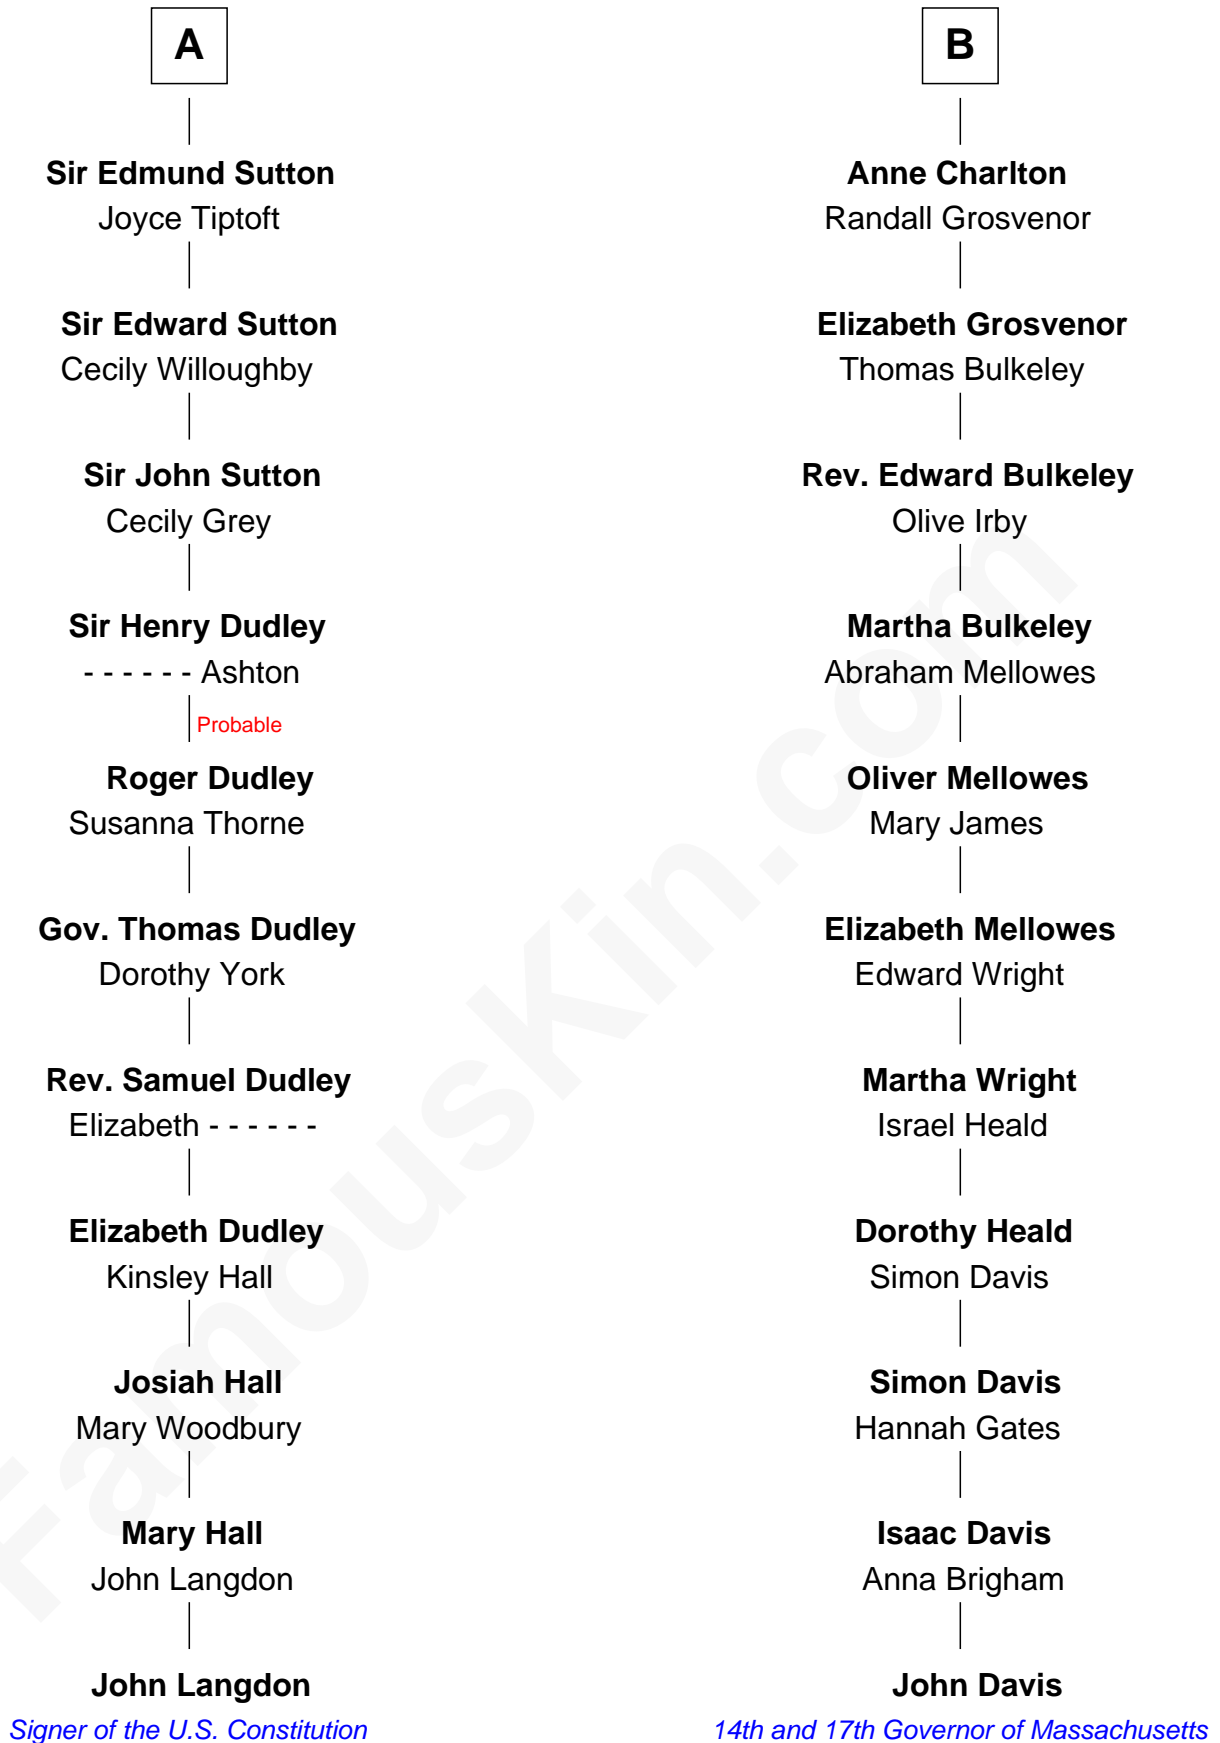 A
Sir Edmund Sutton
Joyce Tiptoft
Sir Edward Sutton
Cecily Willoughby
Sir John Sutton
Cecily Grey
Sir Henry Dudley
- - - - - - Ashton
Probable
Roger Dudley
Susanna Thorne
Gov. Thomas Dudley
Dorothy York
Rev. Samuel Dudley
Elizabeth - - - - - -
Elizabeth Dudley
Kinsley Hall
Josiah Hall
Mary Woodbury
Mary Hall
John Langdon
John Langdon
Signer of the U.S. Constitution
B
Anne Charlton
Randall Grosvenor
Elizabeth Grosvenor
Thomas Bulkeley
Rev. Edward Bulkeley
Olive Irby
Martha Bulkeley
Abraham Mellowes
Oliver Mellowes
Mary James
Elizabeth Mellowes
Edward Wright
Martha Wright
Israel Heald
Dorothy Heald
Simon Davis
Simon Davis
Hannah Gates
Isaac Davis
Anna Brigham
John Davis
14th and 17th Governor of Massachusetts
FamousKin.com